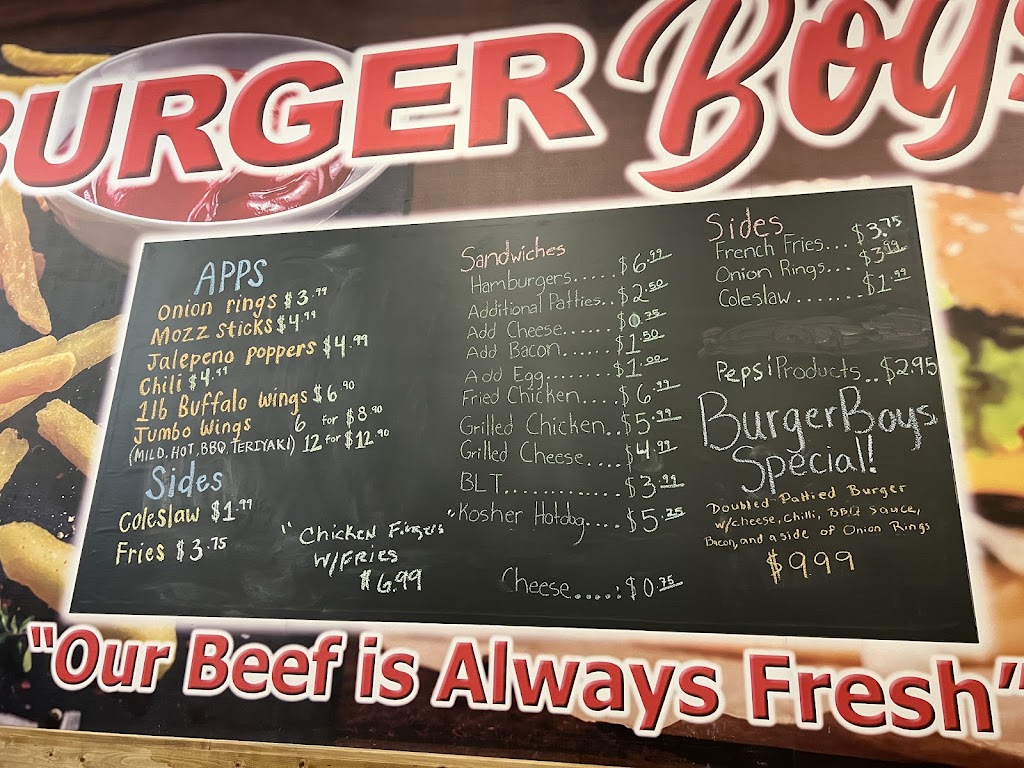 BURGER Boys
APPS
Onion rings $3.99
Mozz sticks $4.99
Jalepeno poppers $4.99
Chili $4.99
1lb Buffalo wings $6.90
Jumbo Wings 6 for $8.90
(MILD, HOT, BBQ, TERIYAKI) 12 for $12.90
Sides
Coleslaw $1.99
Fries $3.75
"Chicken Fingers
W/FRIES
$6.99
Sandwiches
Hamburgers.....$6.99
Additional Patties..$2.50
Add Cheese......$0.75
Add Bacon......$1.50
Add Egg.......$1.00
Fried Chicken....$6.99
Grilled Chicken..$5.99
Grilled Cheese....$4.99
BLT.............$3.99
"Kosher Hotdog....$5.25
Cheese.....:$0.75
Sides
French Fries...$3.75
Onion Rings...$3.99
Coleslaw.......$1.99
Pepsi Products..$2.95
BurgerBoys
Special!
Doubled-Pattied Burger
w/cheese, chilli, BBQ sauce,
Bacon, and a side of Onion Rings
$9.99
"Our Beef is Always Fresh"